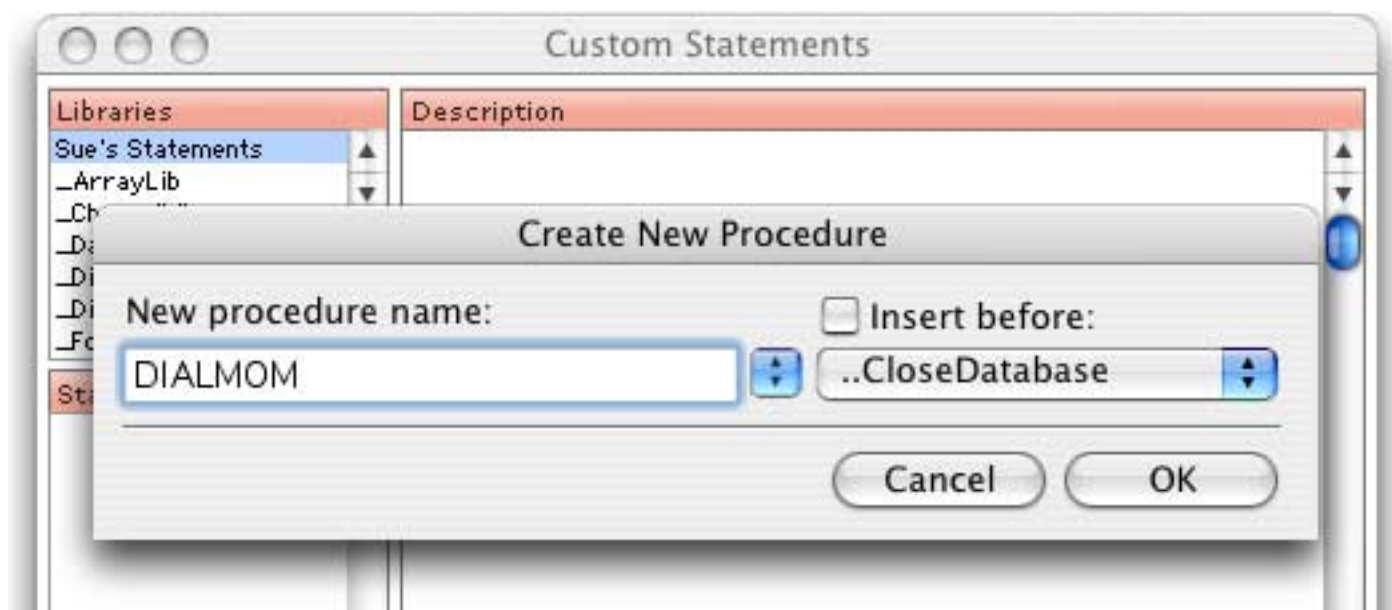 Custom Statements
Libraries
Description
Sue's Statements
_ArrayLib
Create New Procedure
New procedure name:
Insert before:
DIALMOM
..CloseDatabase
Cancel
OK